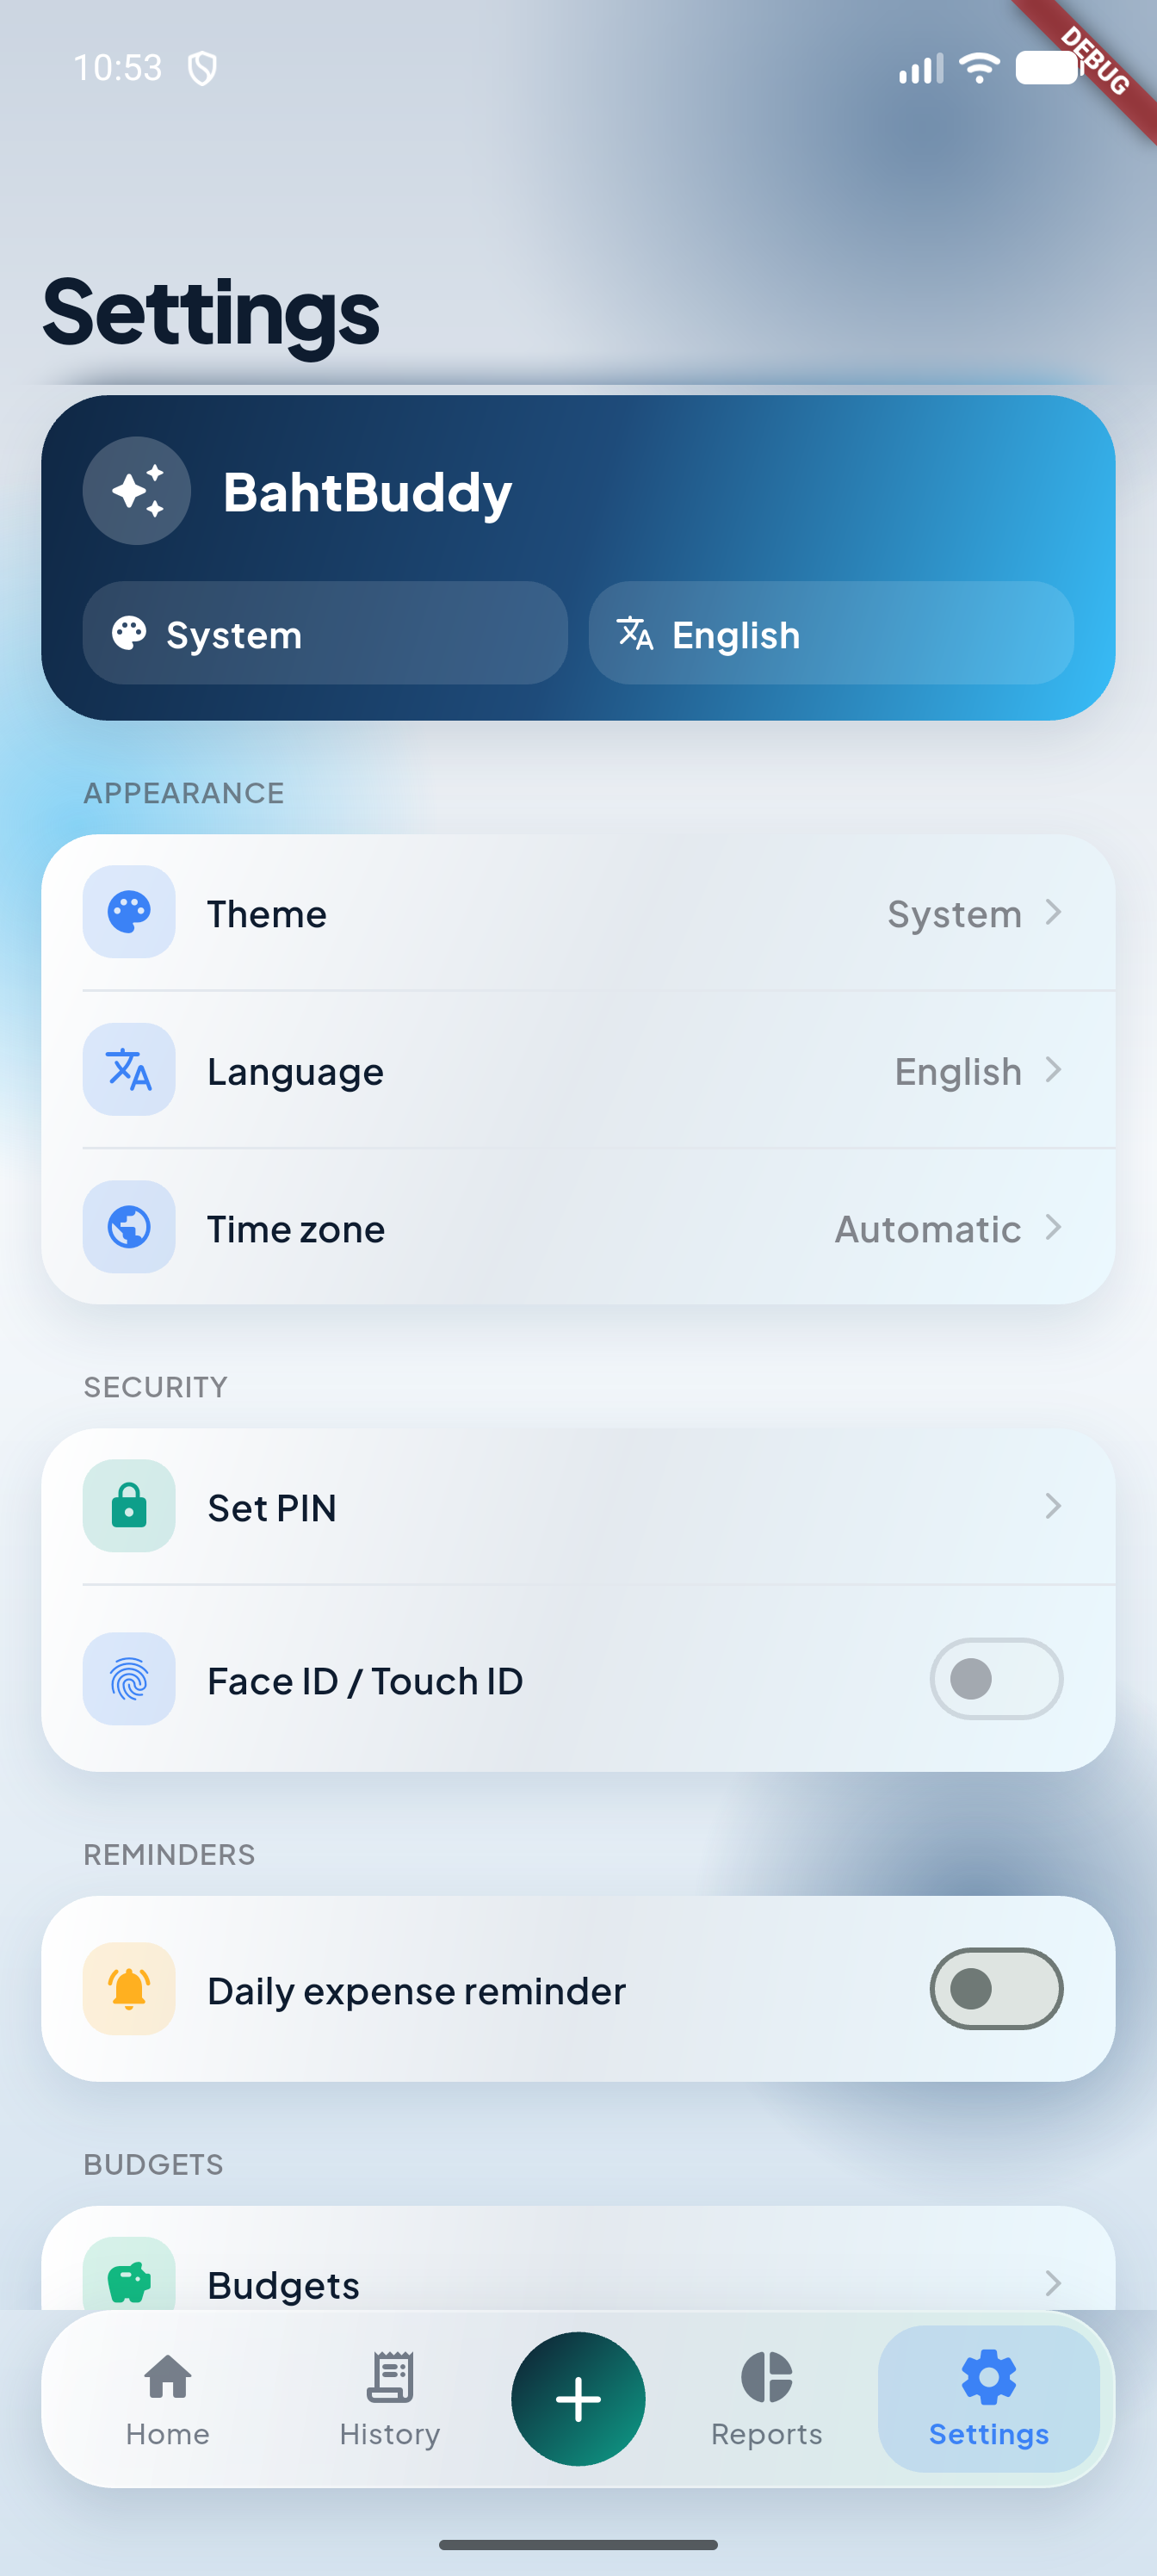 10:53
DEBUG
Settings
BahtBuddy
System
English
APPEARANCE
Theme
System
Language
English
Time zone
Automatic
SECURITY
Set PIN
Face ID / Touch ID
REMINDERS
Daily expense reminder
BUDGETS
Budgets
Home
History
Reports
Settings